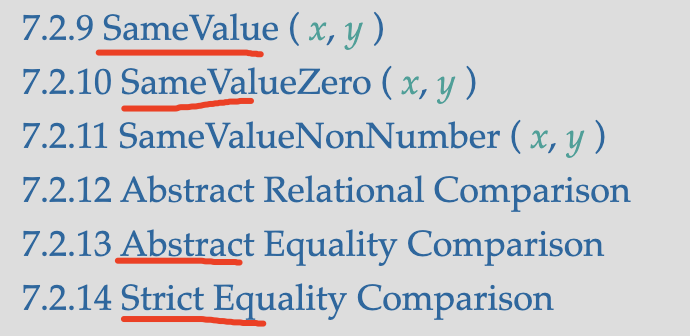 7.2.9 SameValue ( x, y )
7.2.10 SameValueZero ( x, y )
7.2.11 SameValueNonNumber ( x, y )
7.2.12 Abstract Relational Comparison
7.2.13 Abstract Equality Comparison
7.2.14 Strict Equality Comparison